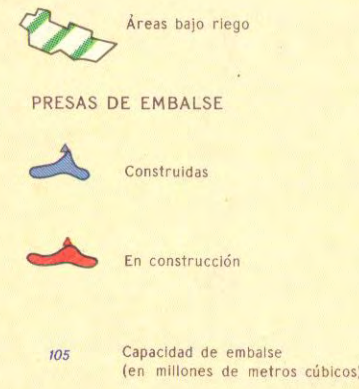 Áreas bajo riego
PRESAS DE EMBALSE
Construidas
En construcción
105 Capacidad de embalse
(en millones de metros cúbicos)